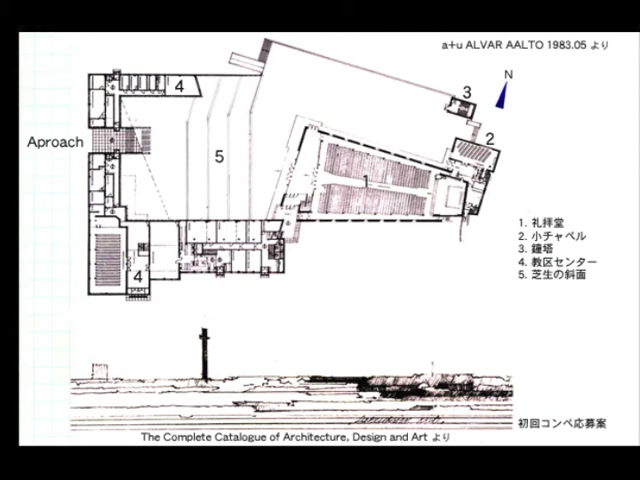 a+u ALVAR AALTO 1983.05 より
N
3
4
Aproach
2
5
1. 礼拝堂
2. 小チャペル
3. 鐘塔
4. 教区センター
5. 芝生の斜面
4
初回コンペ応募案
The Complete Catalogue of Architecture, Design and Art より